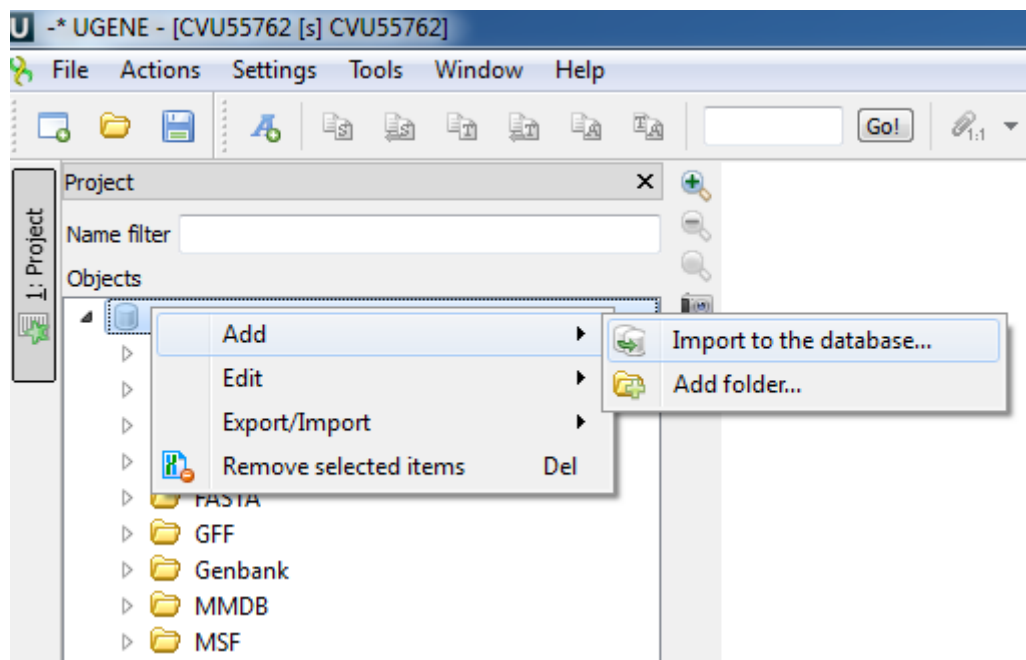 U -* UGENE - [CVU55762 [s] CVU55762]
File Actions Settings Tools Window Help
Go! 1:1
1: Project
Project
Name filter
Objects
Add
Edit
Export/Import
Remove selected items Del
Import to the database...
Add folder...
FASTA
GFF
Genbank
MMDB
MSF